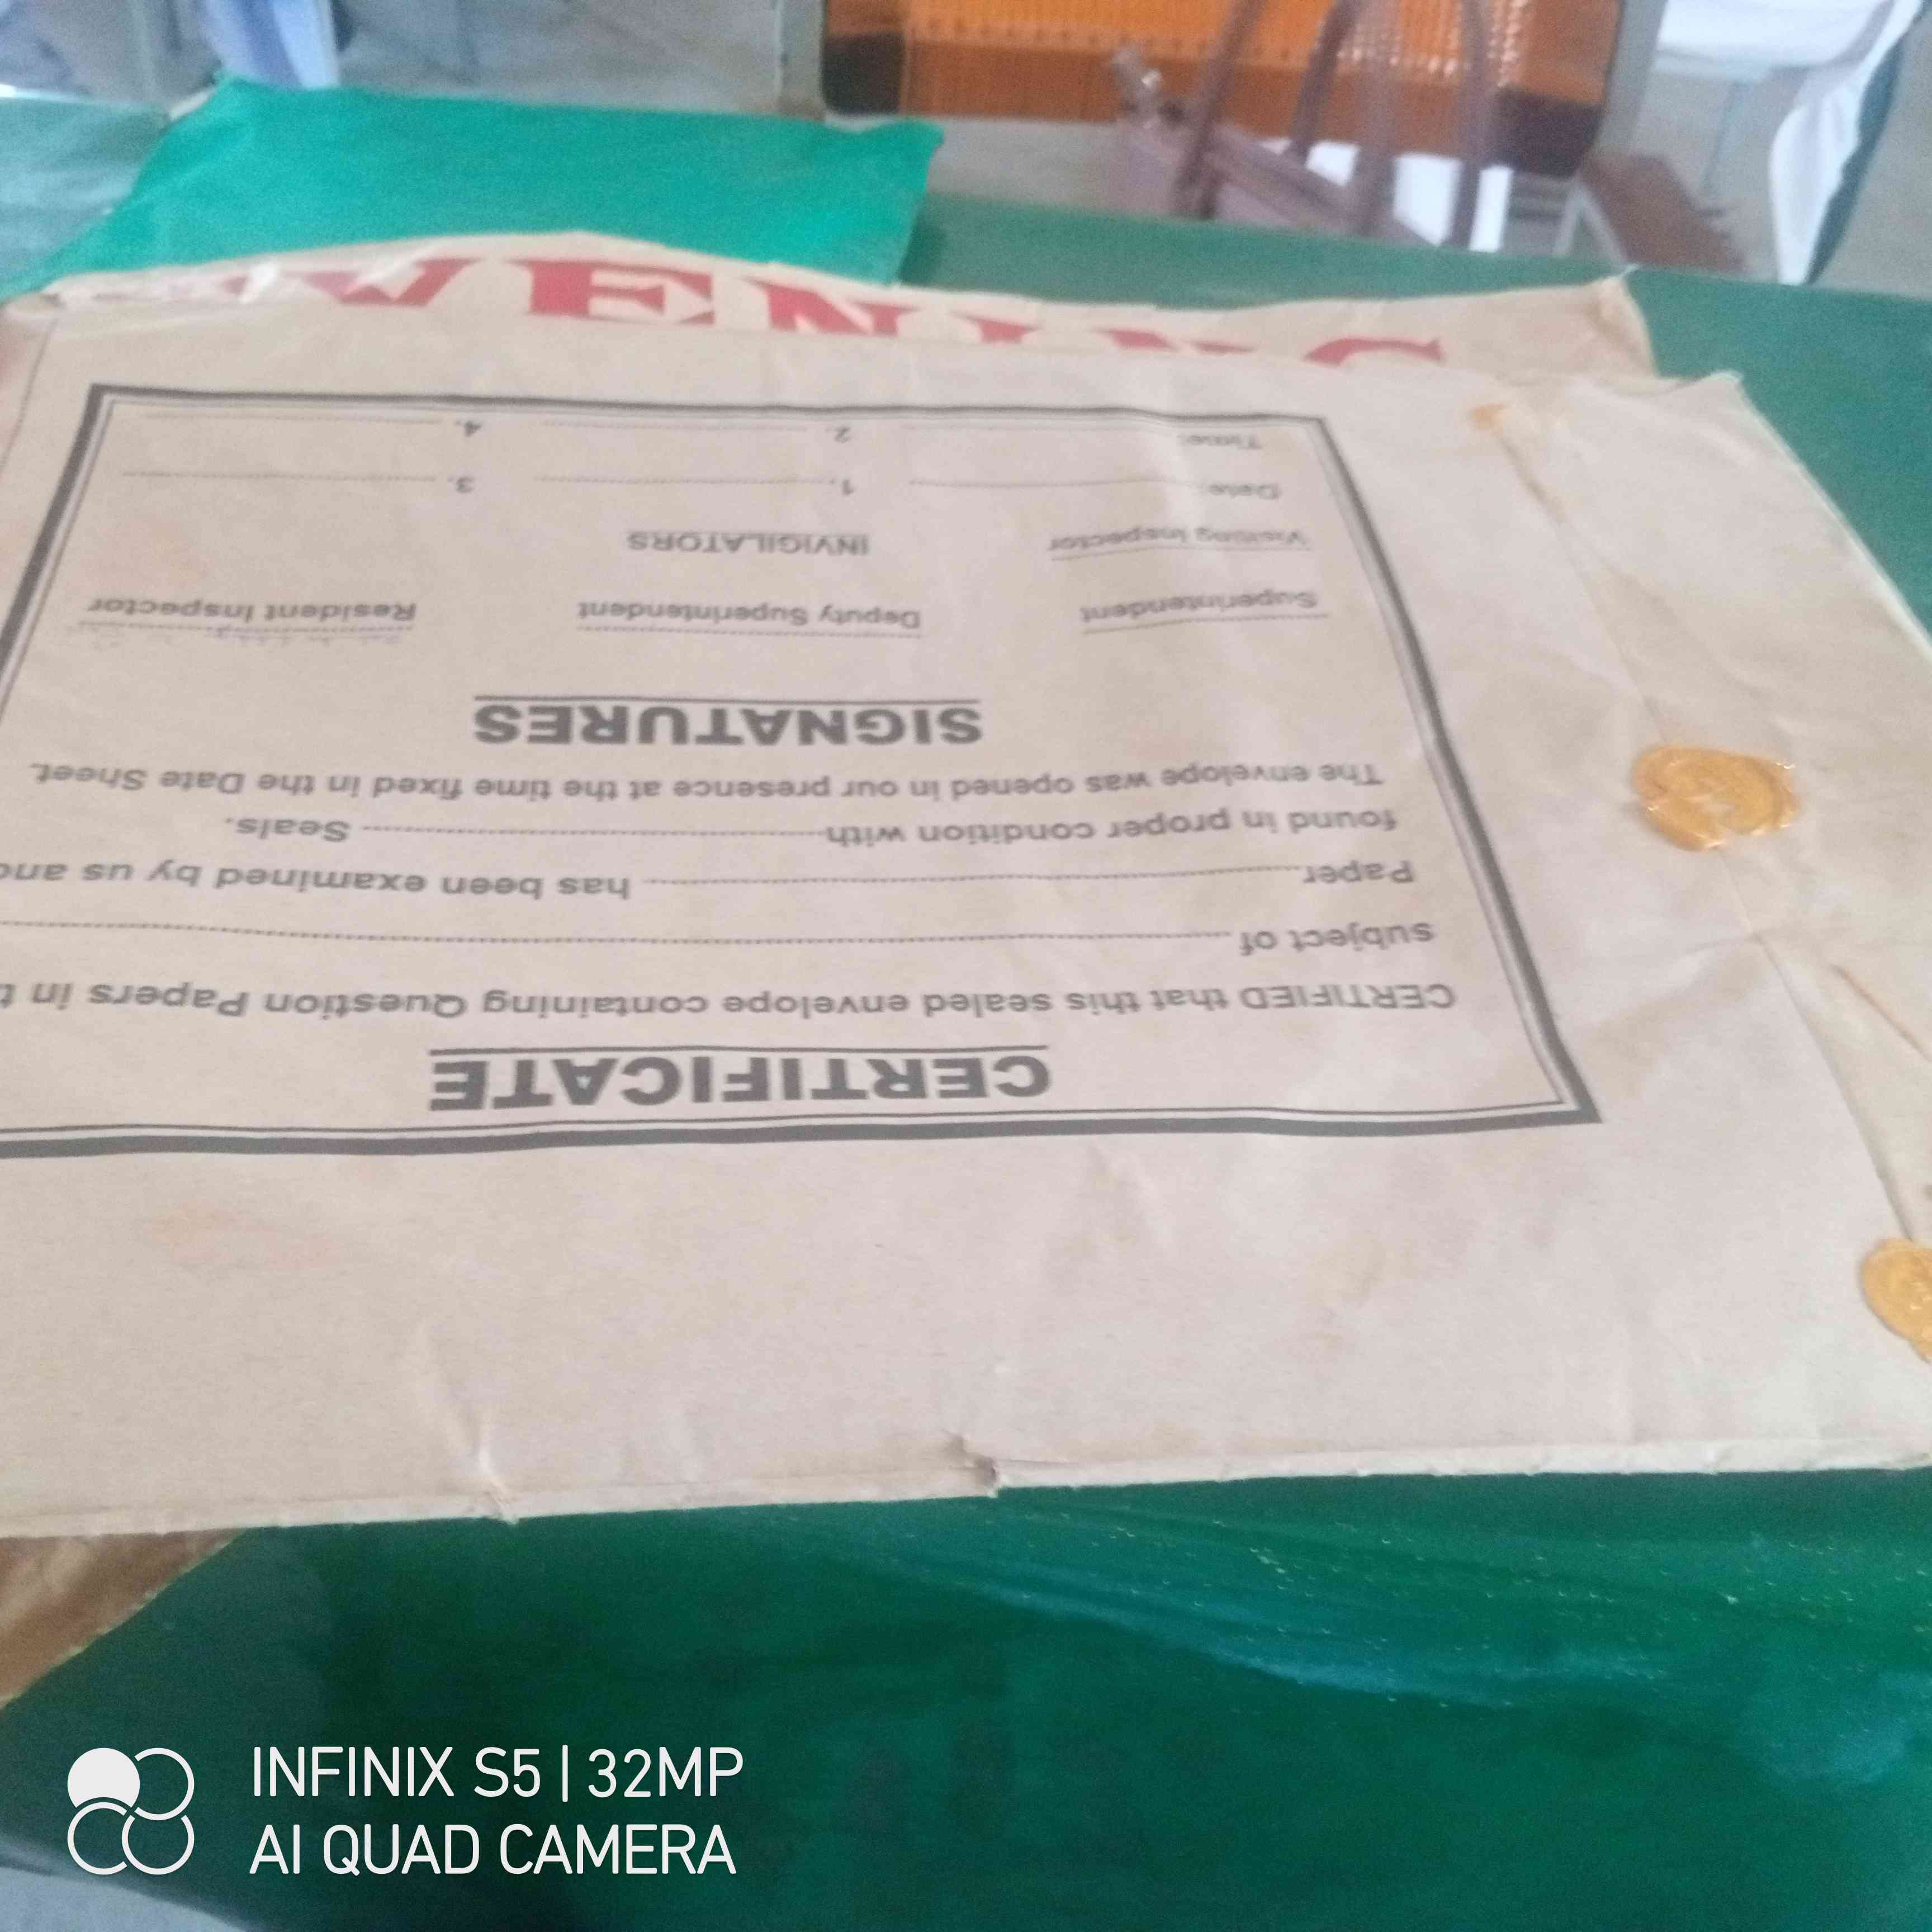 CERTIFICATE
CERTIFIED that this sealed envelope containing Question Papers in t
subject of
Paper has been examined by us and
found in proper condition with Seals.
The envelope was opened in our presence at the time fixed in the Date Sheet.
SIGNATURES
Superintendent Deputy Superintendent Resident Inspector
Visiting Inspector INVIGILATORS
Date: 1. 3.
Time: 2. 4.
VENING
INFINIX S5 | 32MP
AI QUAD CAMERA